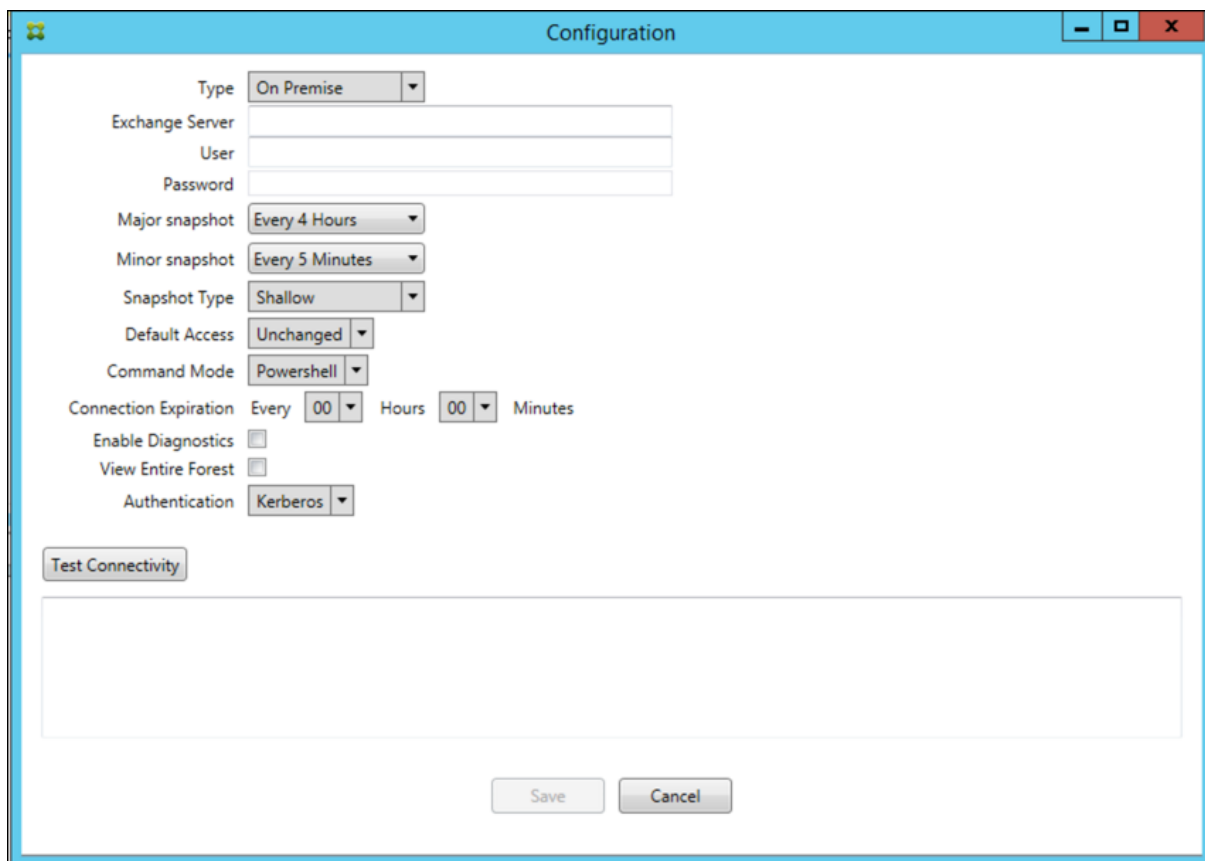 Configuration
Type On Premise
Exchange Server
User
Password
Major snapshot Every 4 Hours
Minor snapshot Every 5 Minutes
Snapshot Type Shallow
Default Access Unchanged
Command Mode Powershell
Connection Expiration Every 00 Hours 00 Minutes
Enable Diagnostics
View Entire Forest
Authentication Kerberos
Test Connectivity
Save Cancel